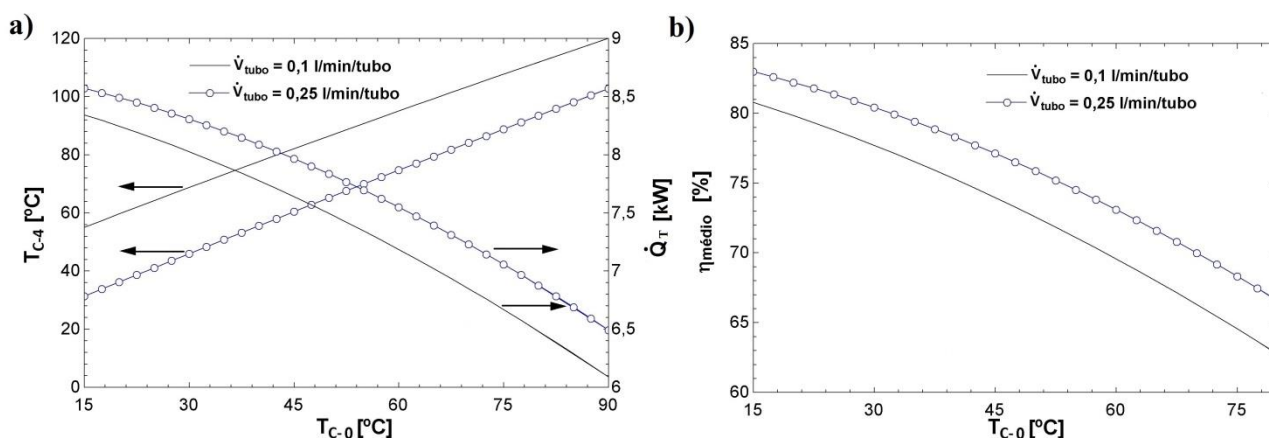 a)
120
100
80
60
40
20
0
T_C-4 [ºC]
V̇_tubo = 0,1 l/min/tubo
V̇_tubo = 0,25 l/min/tubo
9
8,5
8
7,5
7
6,5
6
Q̇_T [kW]
15 30 45 60 75 90
T_C-0 [ºC]
b)
85
80
75
70
65
60
η_médio [%]
V̇_tubo = 0,1 l/min/tubo
V̇_tubo = 0,25 l/min/tubo
15 30 45 60 75
T_C-0 [ºC]